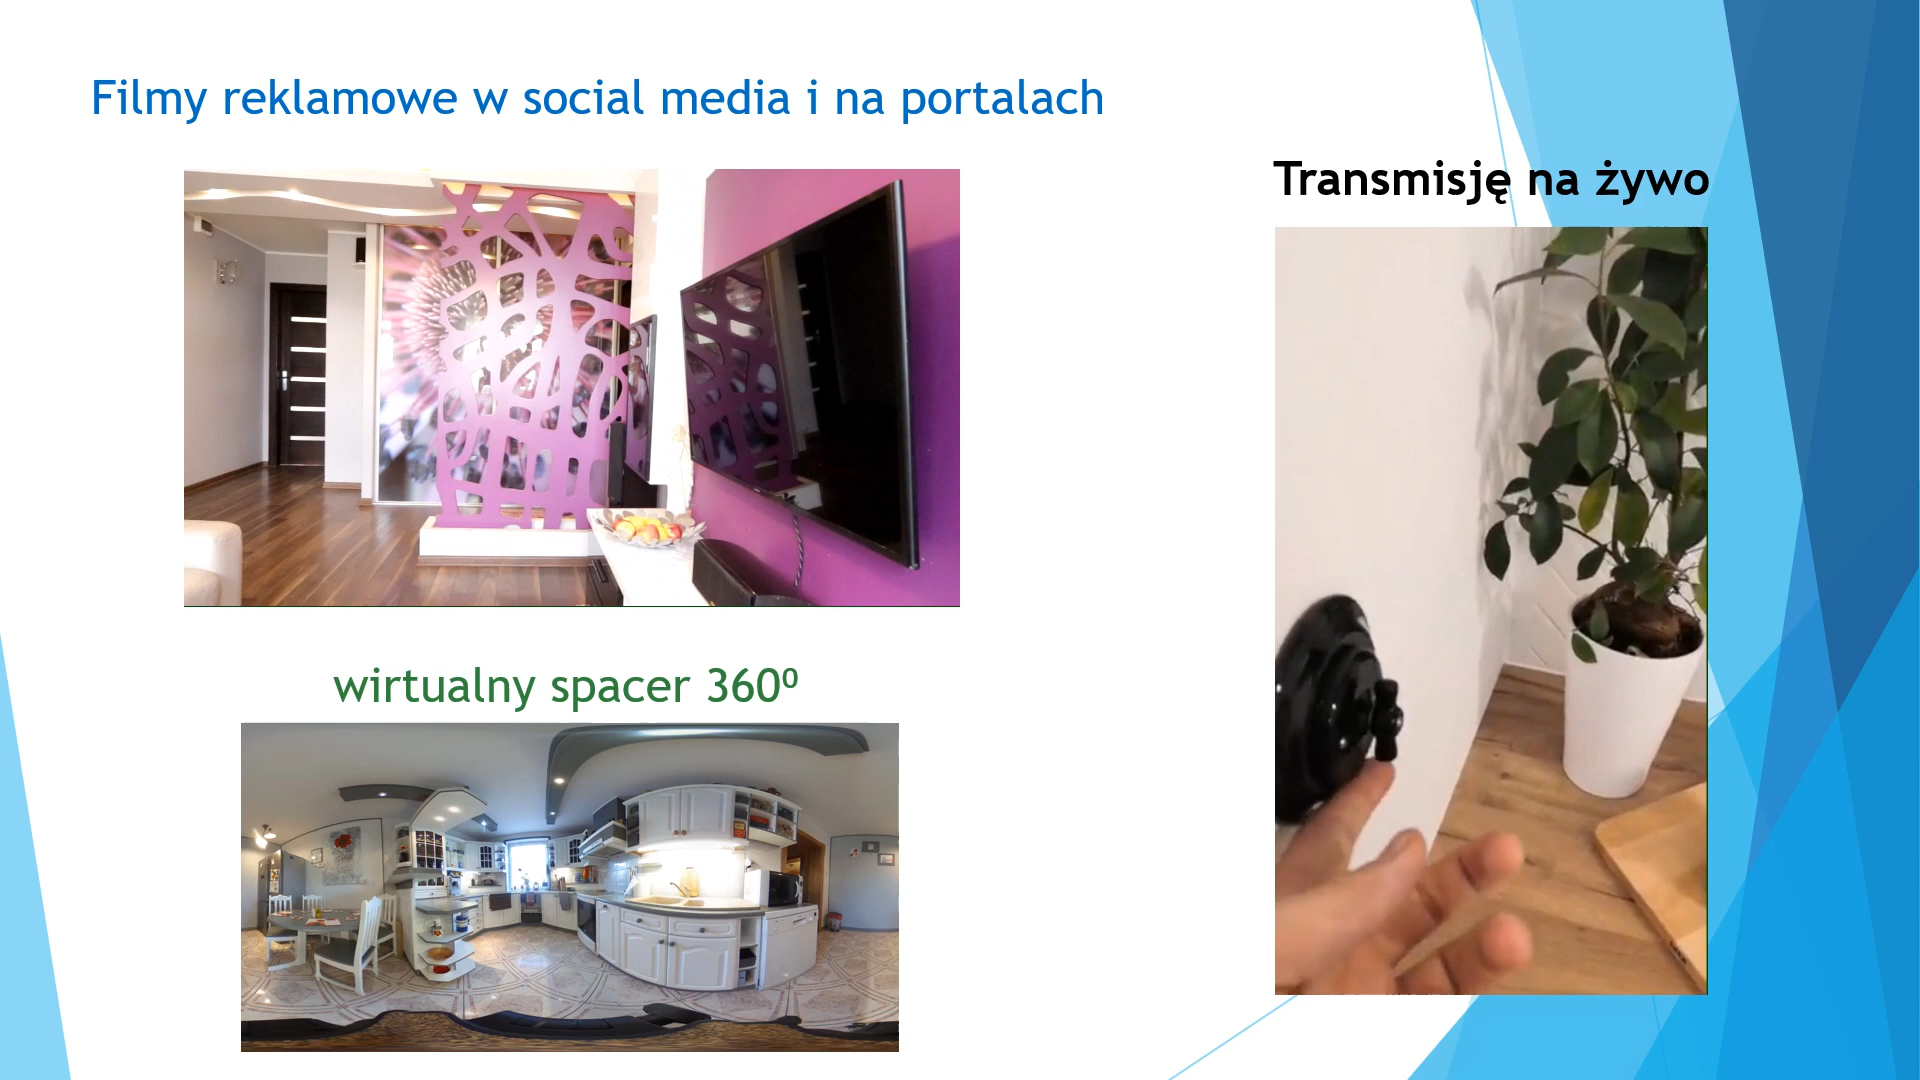 Filmy reklamowe w social media i na portalach
Transmisję na żywo
wirtualny spacer 360⁰